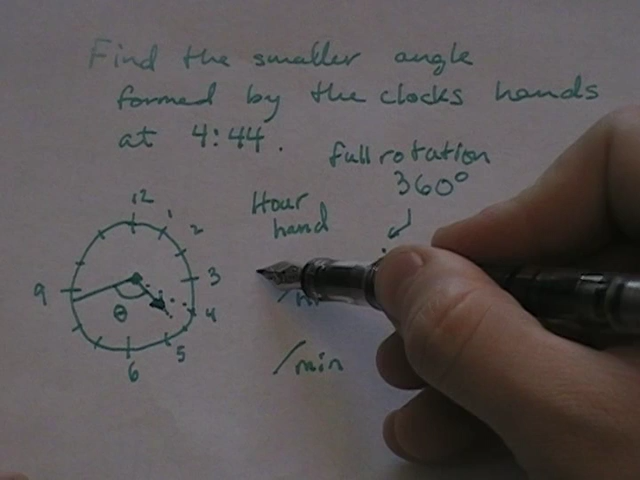 Find the smaller angle
formed by the clocks hands
at 4:44.
full rotation
360°
Hour
hand
12
1
2
3
4
5
6
9
θ
/min